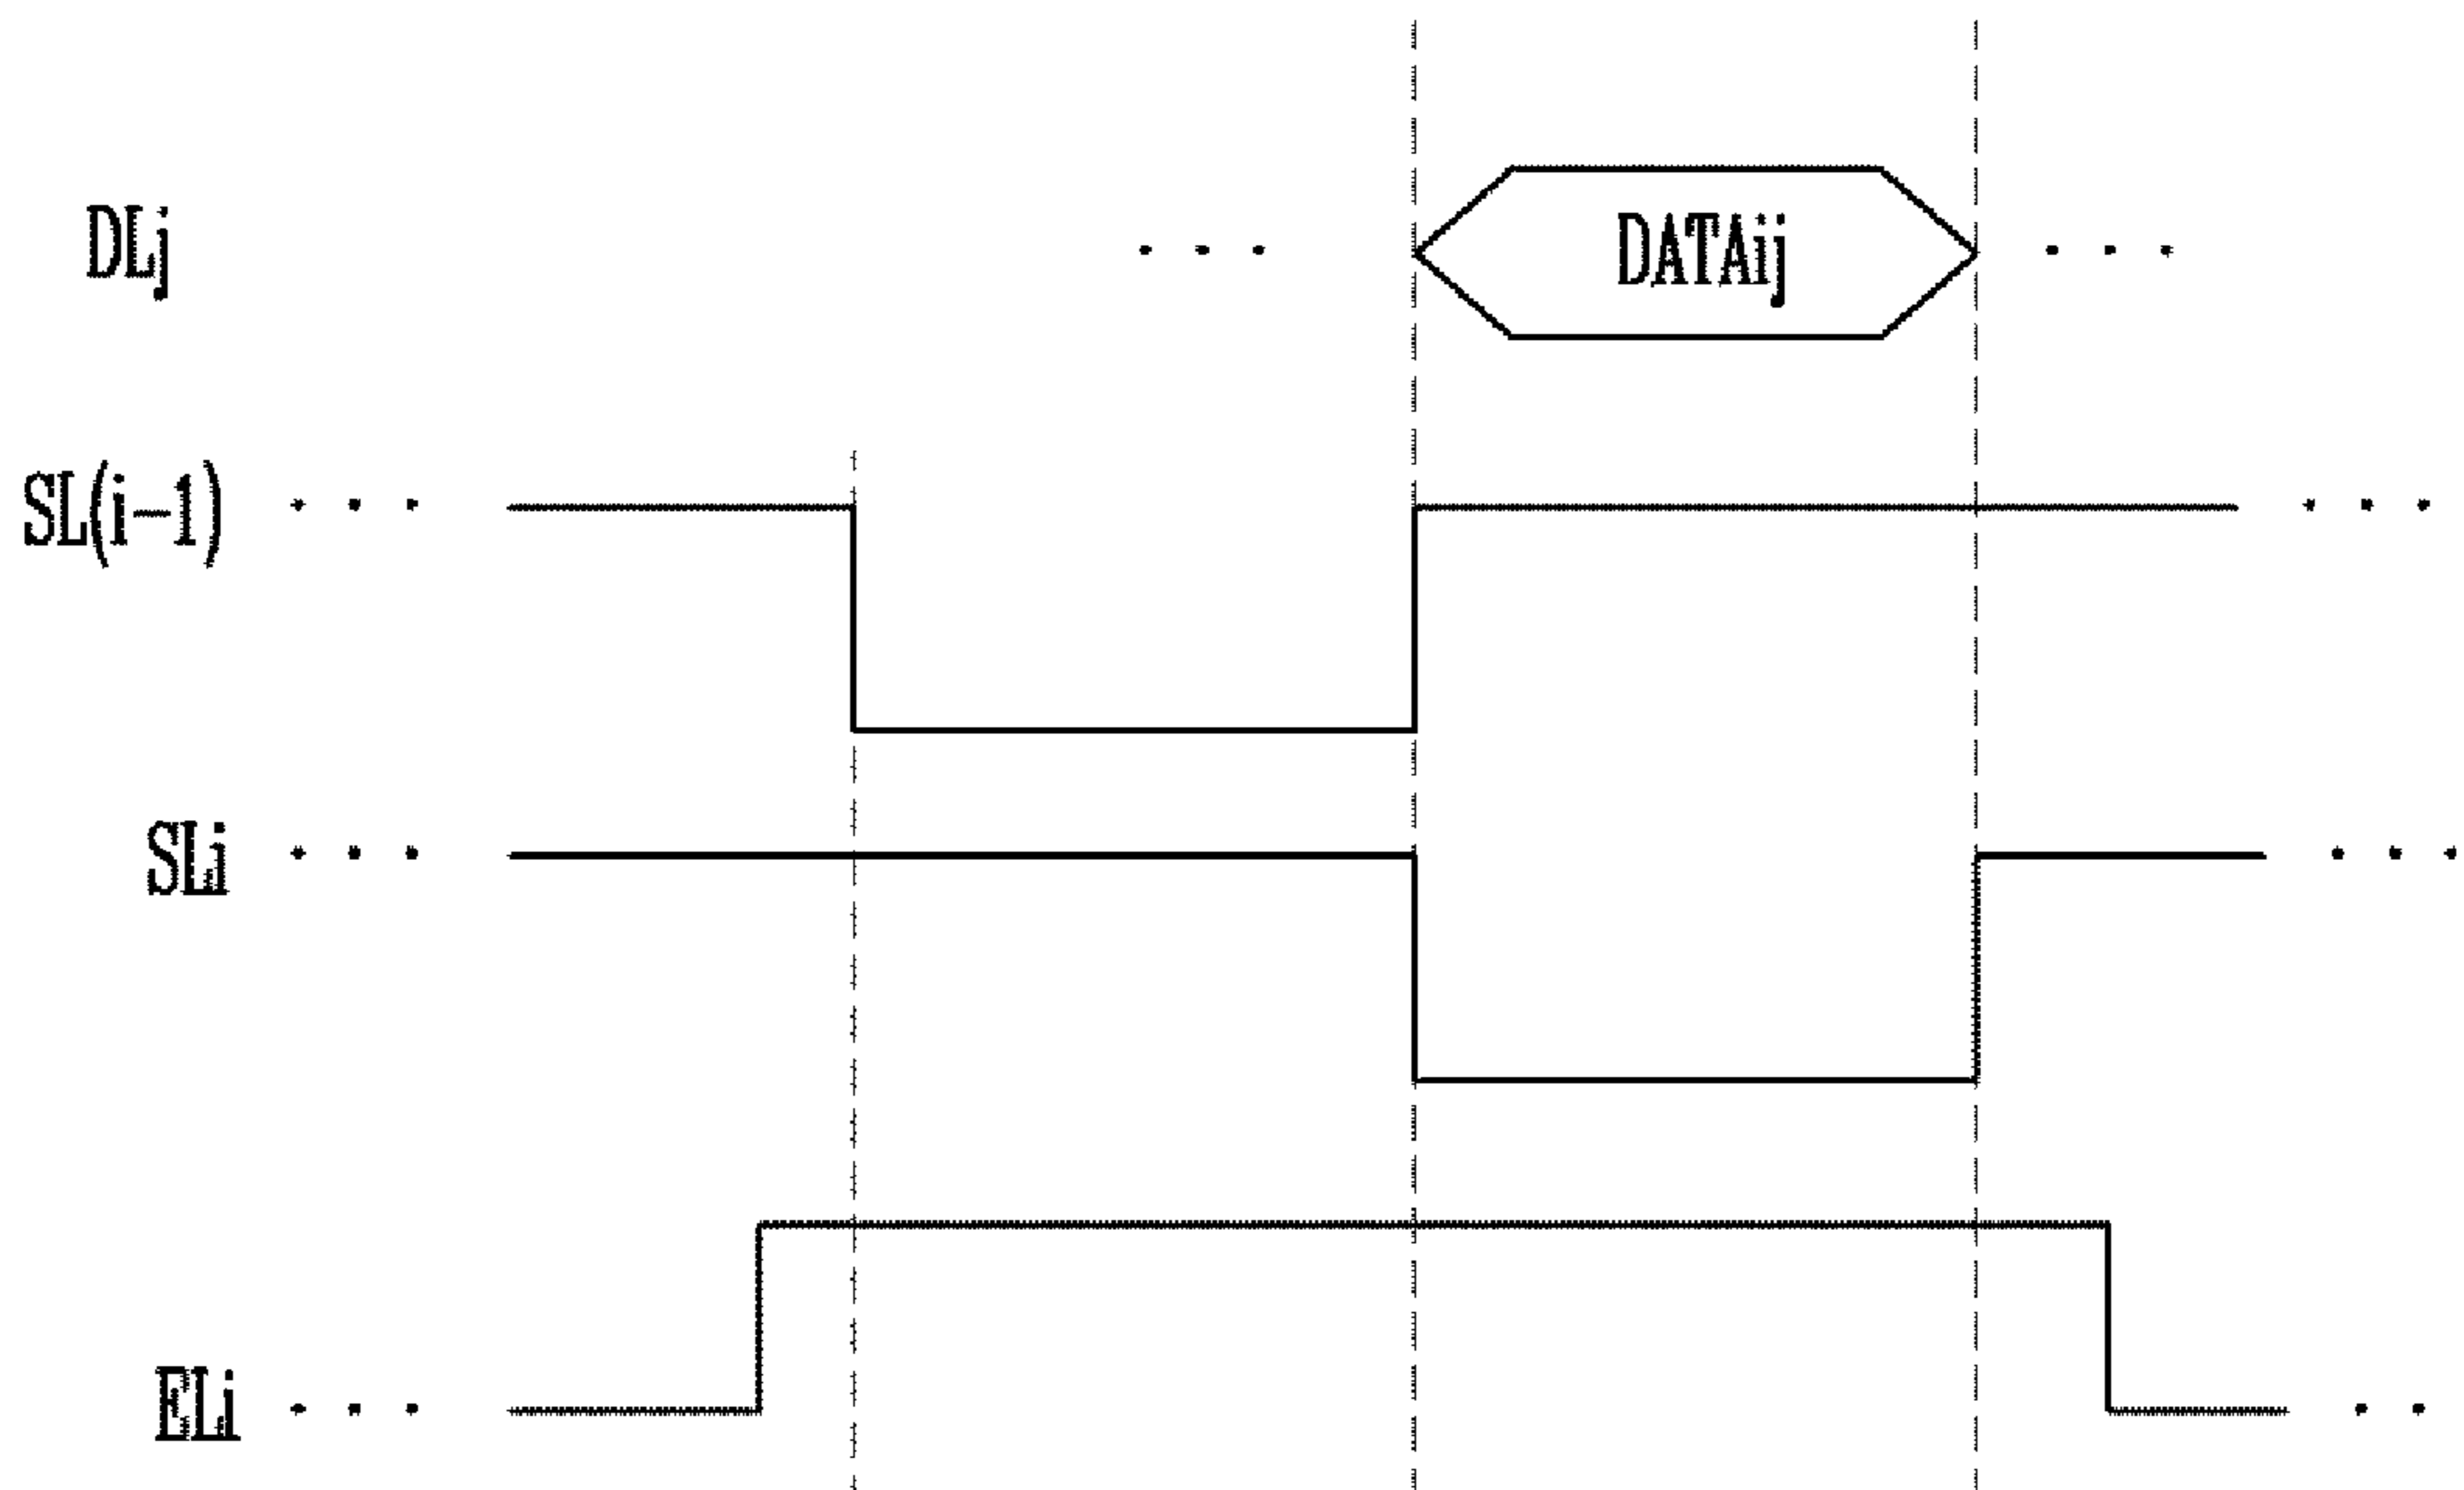 DLj
DATAij
SL(i-1)
SLi
ELi